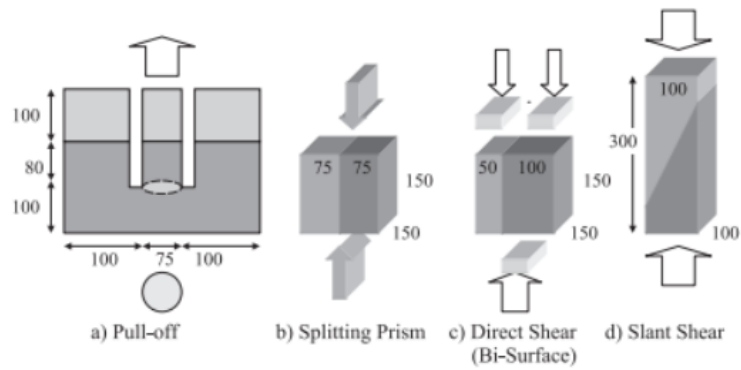 100
80
100
100 75 100
75 75
150
150
50 100
150
150
100
300
100
a) Pull-off
b) Splitting Prism
c) Direct Shear
(Bi-Surface)
d) Slant Shear